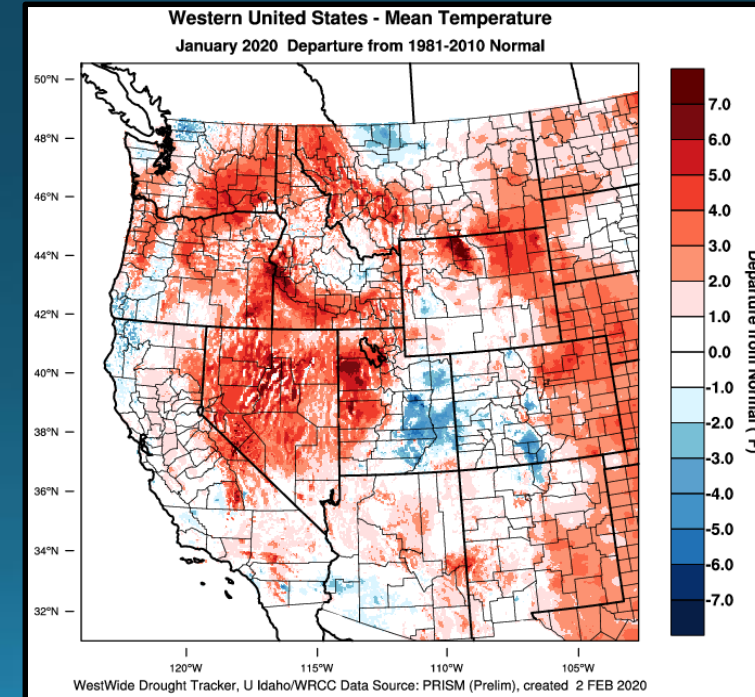 Western United States - Mean Temperature
January 2020 Departure from 1981-2010 Normal
50°N
48°N
46°N
44°N
42°N
40°N
38°N
36°N
34°N
32°N
120°W
115°W
110°W
105°W
7.0
6.0
5.0
4.0
3.0
2.0
1.0
0.0
-1.0
-2.0
-3.0
-4.0
-5.0
-6.0
-7.0
Departure from Normal (°F)
WestWide Drought Tracker, U Idaho/WRCC Data Source: PRISM (Prelim), created 2 FEB 2020